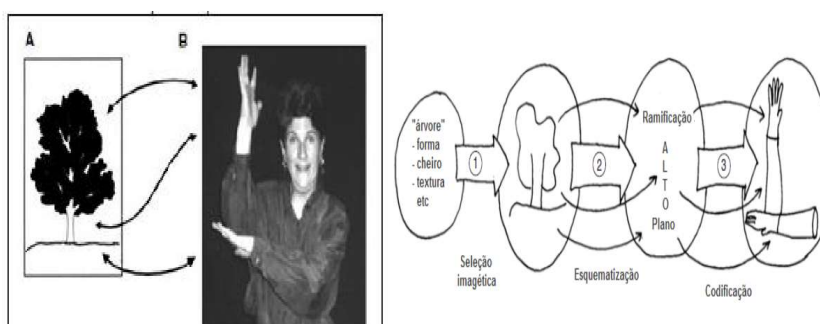 A
B
"árvore"
- forma
- cheiro
- textura
etc
1
Seleção
imagética
2
Esquematização
Ramificação
A
L
T
O
Plano
3
Codificação